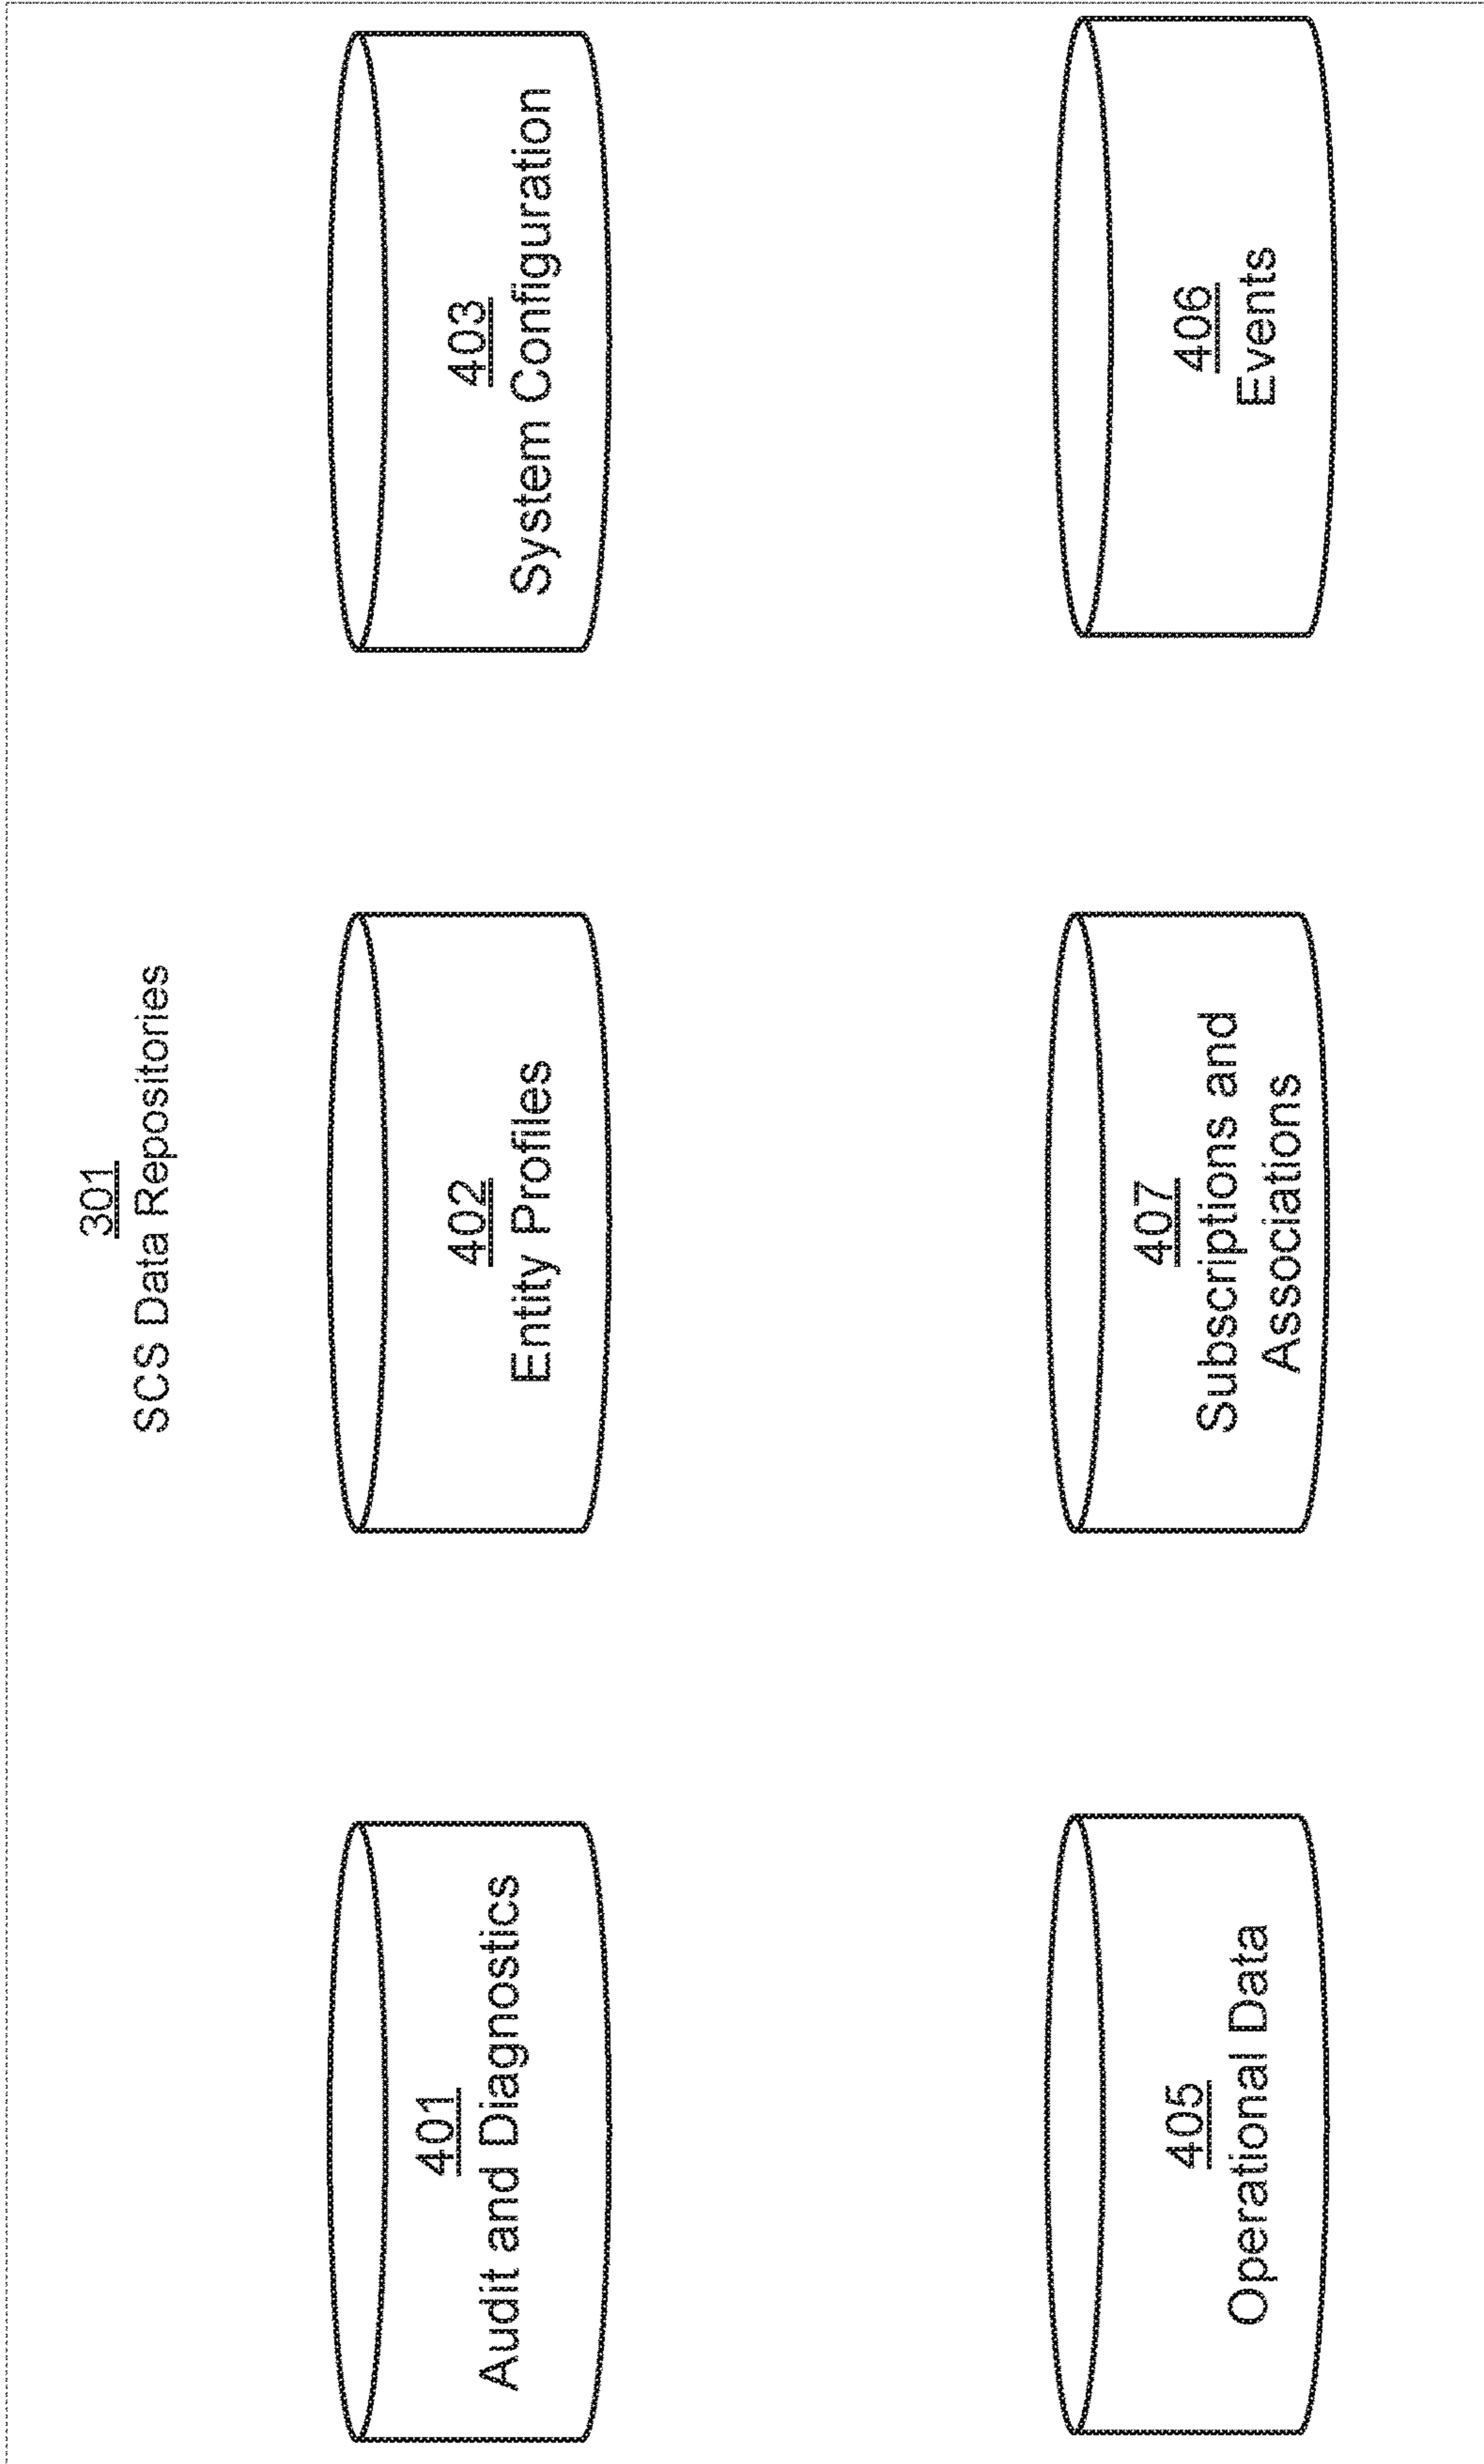 301
SCS Data Repositories
401
Audit and Diagnostics
402
Entity Profiles
403
System Configuration
405
Operational Data
407
Subscriptions and
Associations
406
Events